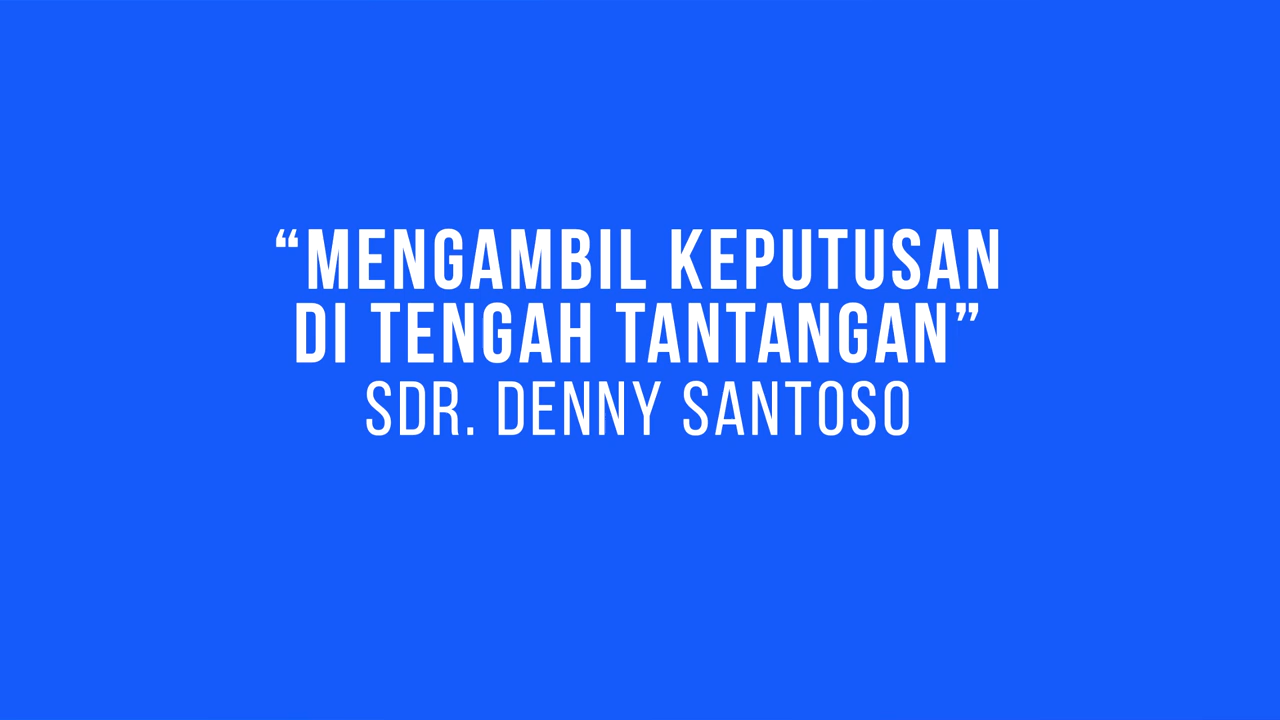 “MENGAMBIL KEPUTUSAN
DI TENGAH TANTANGAN”
SDR. DENNY SANTOSO